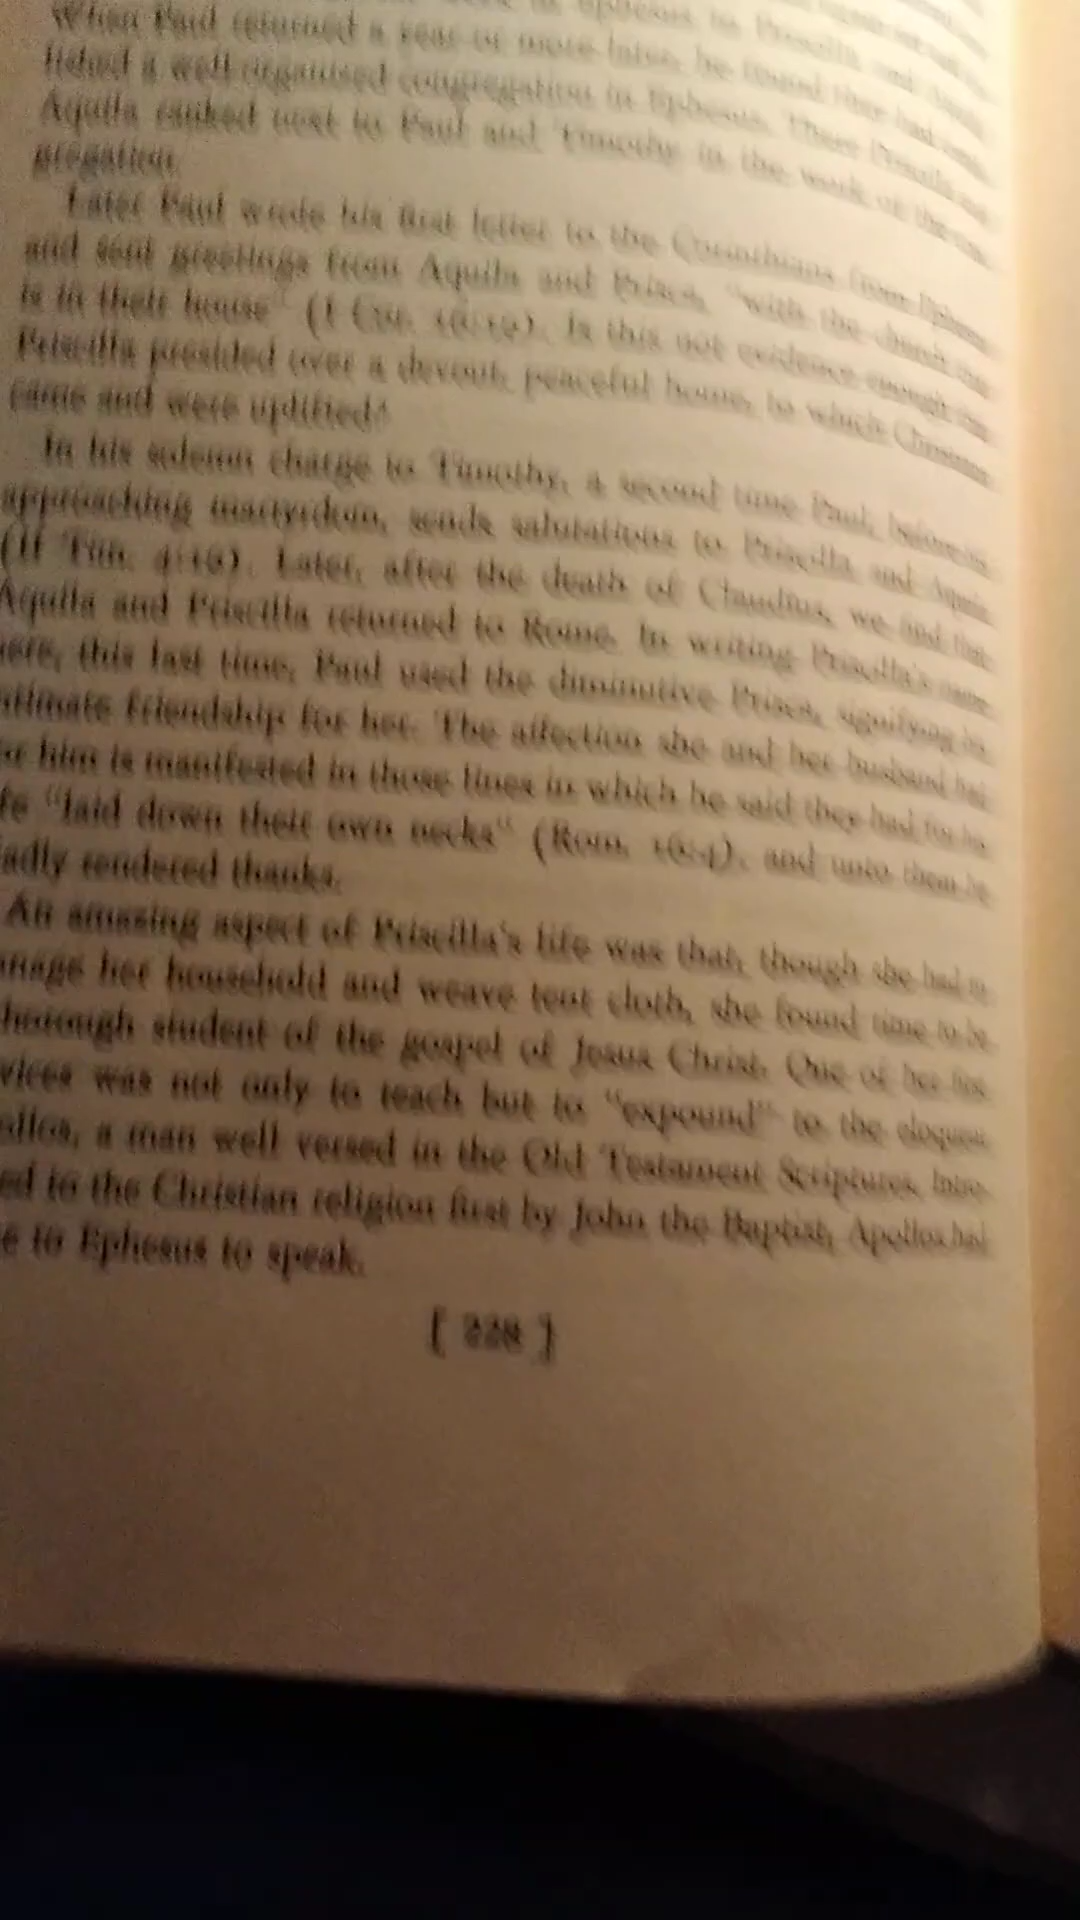 When Paul returned a year or more later, he found they had
lished a well-organized congregation in Ephesus. There Priscilla and
Aquila ranked next to Paul and Timothy in the work of the con-
gregation.
Later Paul wrote his first letter to the Corinthians from Ephesus
and sent greetings from Aquila and Prisca, "with the church that
is in their house" (I Cor. 16:19). Is this not evidence enough that
Priscilla presided over a devout, peaceful home, to which Christians
came and were uplifted?
In his solemn charge to Timothy, a second time Paul, before his
approaching martyrdom, sends salutations to Priscilla and Aquila
(II Tim. 4:19). Later, after the death of Claudius, we find that
Aquila and Priscilla returned to Rome. In writing Priscilla's name
here, this last time, Paul used the diminutive Prisca, signifying his
intimate friendship for her. The affection she and her husband had
for him is manifested in those lines in which he said they had for his
life "laid down their own necks" (Rom. 16:4), and unto them he
gladly rendered thanks.
An amazing aspect of Priscilla's life was that, though she had to
manage her household and weave tent cloth, she found time to be
thorough student of the gospel of Jesus Christ. One of her
vices was not only to teach but to "expound" to the eloquent
ollos, a man well versed in the Old Testament Scriptures. Intro-
ed to the Christian religion first by John the Baptist, Apollos had
e to Ephesus to speak.
[ 228 ]